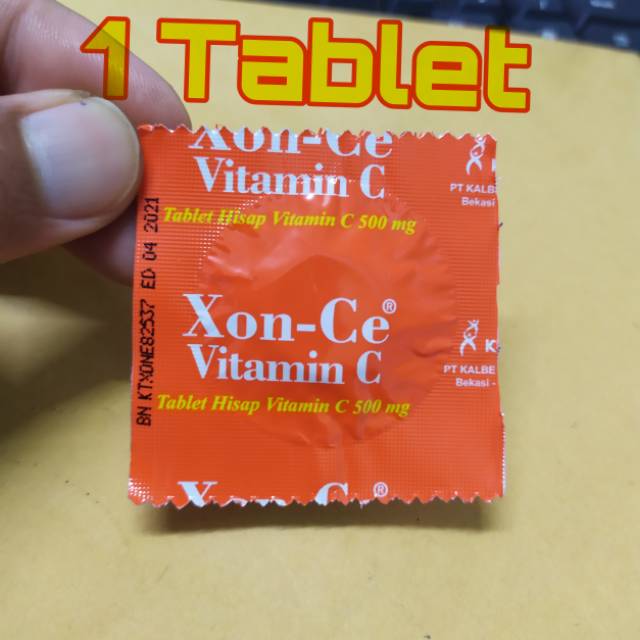 1 Tablet
Xon-Ce
Vitamin C
Tablet Hisap Vitamin C 500 mg
PT KALBE
Bekasi
BN KTXONE82537 ED 04 2021
Xon-Ce®
Vitamin C
Tablet Hisap Vitamin C 500 mg
K
PT KALBE
Bekasi -
Xon-Ce®